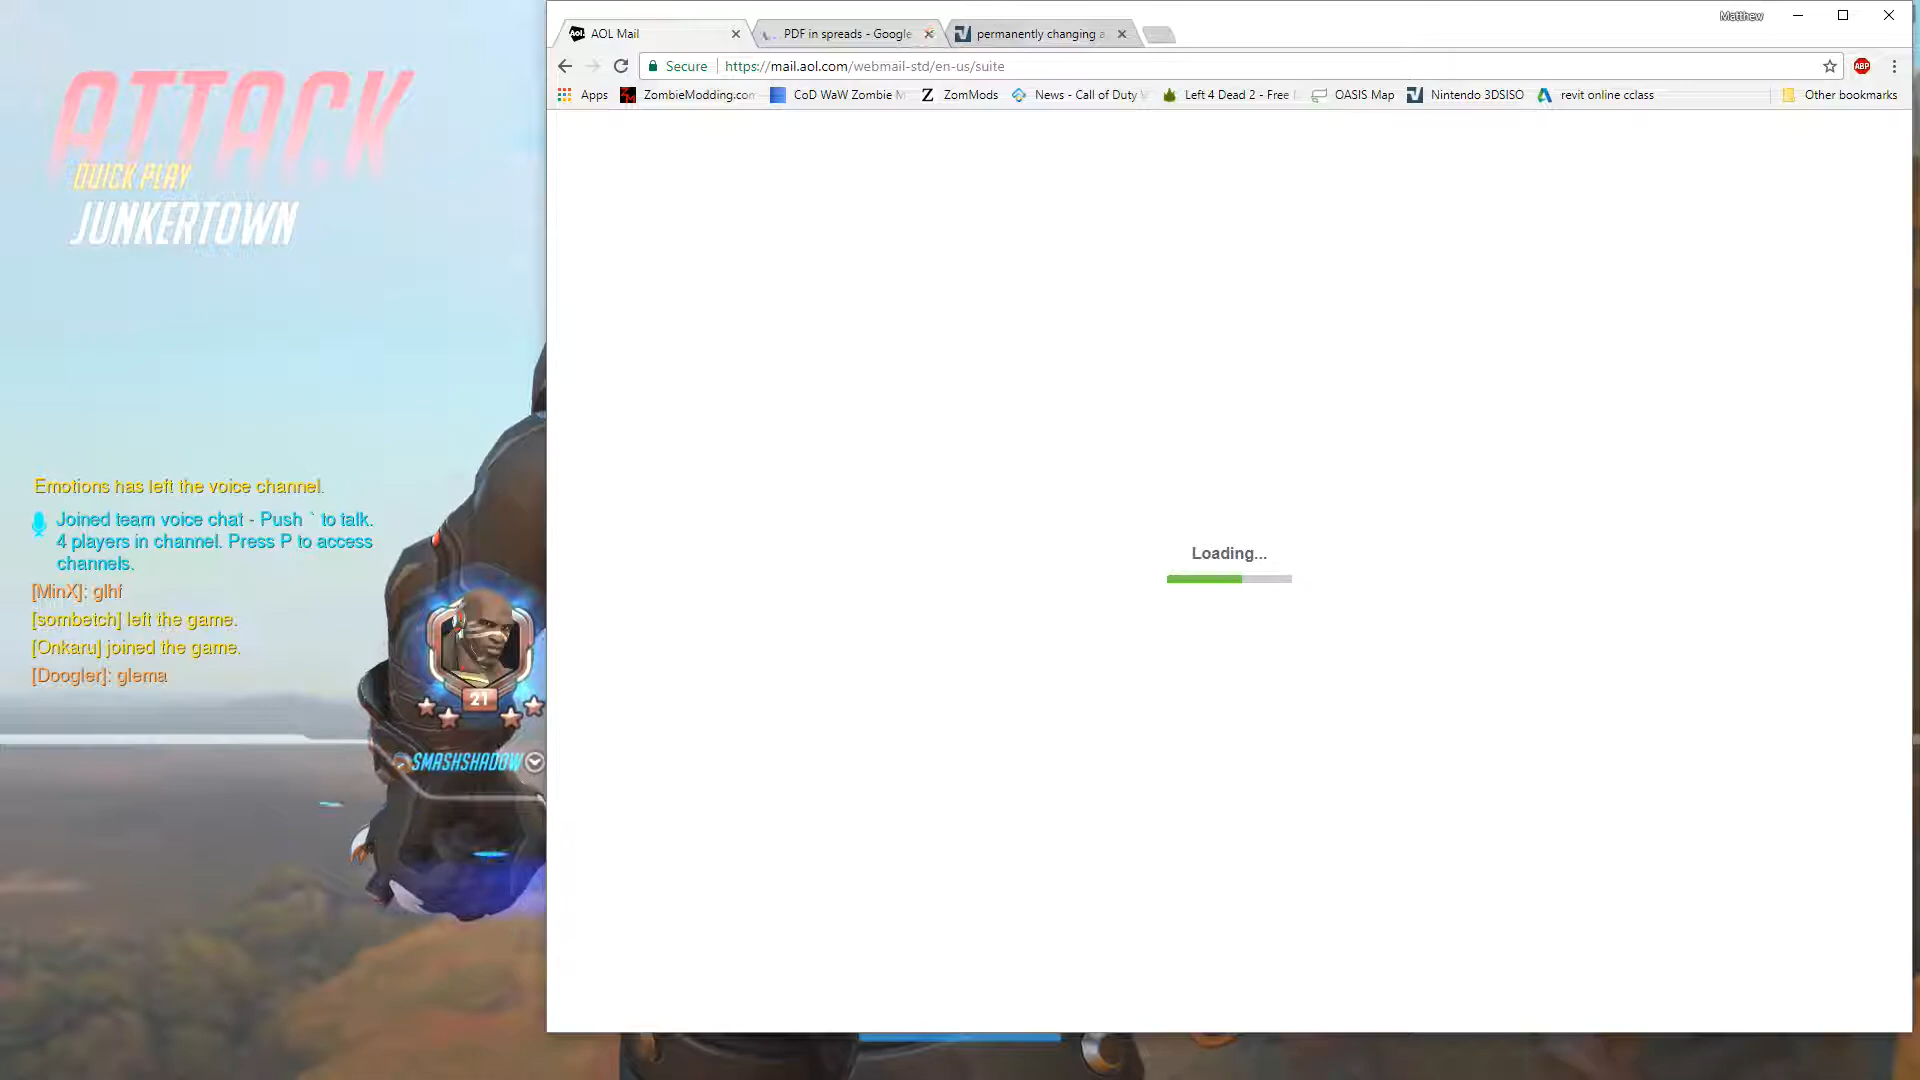 Matthew
Aol. AOL Mail
PDF in spreads - Google
permanently changing a
Secure
https://mail.aol.com/webmail-std/en-us/suite
ABP
Apps
ZombieModding.com
CoD WaW Zombie M
Z ZomMods
News - Call of Duty
Left 4 Dead 2 - Free
OASIS Map
Nintendo 3DSISO
revit online cclass
Other bookmarks
ATTACK
QUICK PLAY
JUNKERTOWN
Loading...
Emotions has left the voice channel.
Joined team voice chat - Push ` to talk.
4 players in channel. Press P to access
channels.
[MinX]: glhf
[sombetch] left the game.
[Onkaru] joined the game.
[Doogler]: glema
21
SMASHSHADOW